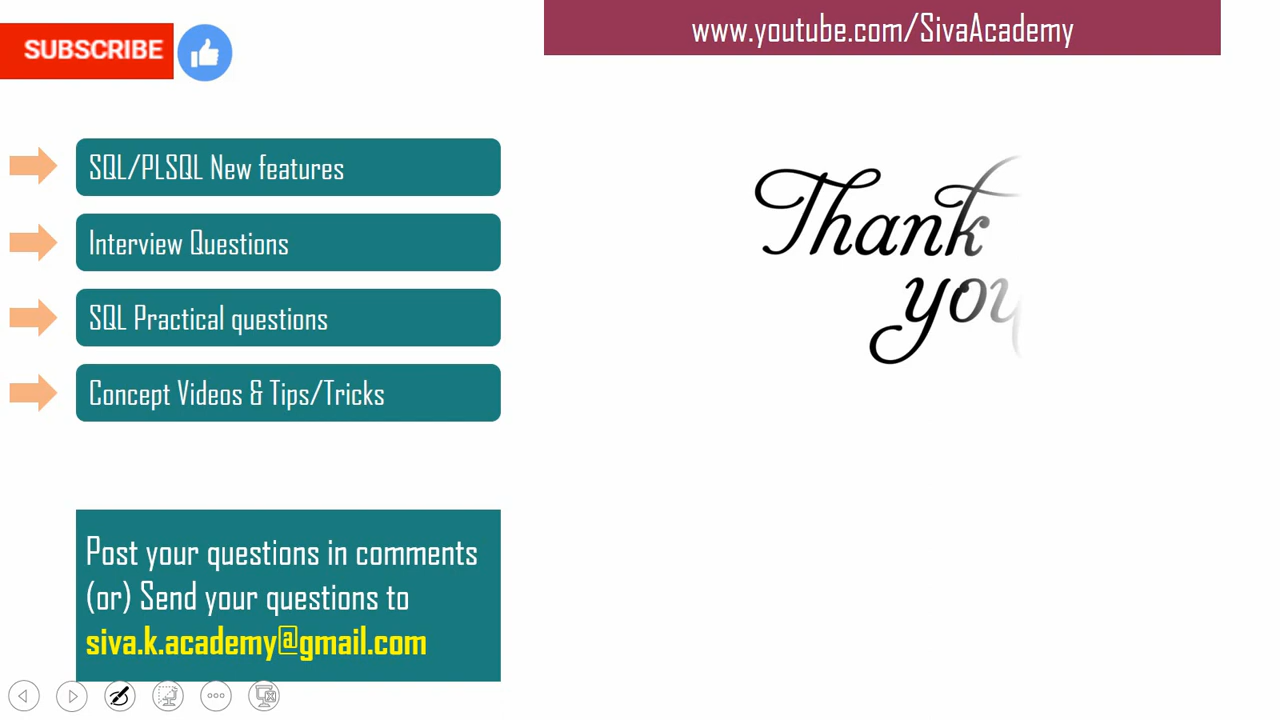 SUBSCRIBE
www.youtube.com/SivaAcademy
SQL/PLSQL New features
Interview Questions
SQL Practical questions
Concept Videos & Tips/Tricks
Thank
you
Post your questions in comments
(or) Send your questions to
siva.k.academy@gmail.com